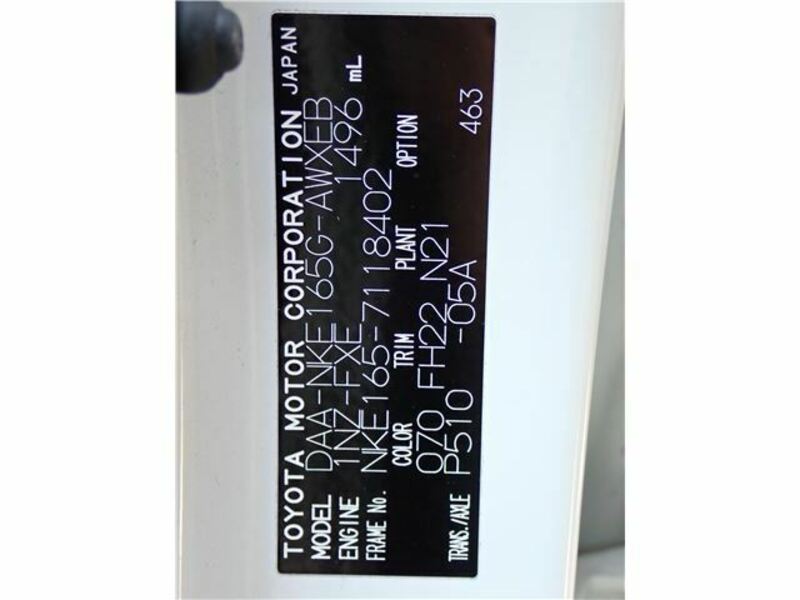 TOYOTA MOTOR CORPORATION JAPAN
MODEL DAA-NKE165G-AWXEB
ENGINE 1NZ-FXE 1496 mL
FRAME No. NKE165-7118402
COLOR TRIM PLANT OPTION
070 FH22 N21
TRANS./AXLE P510 -05A 463